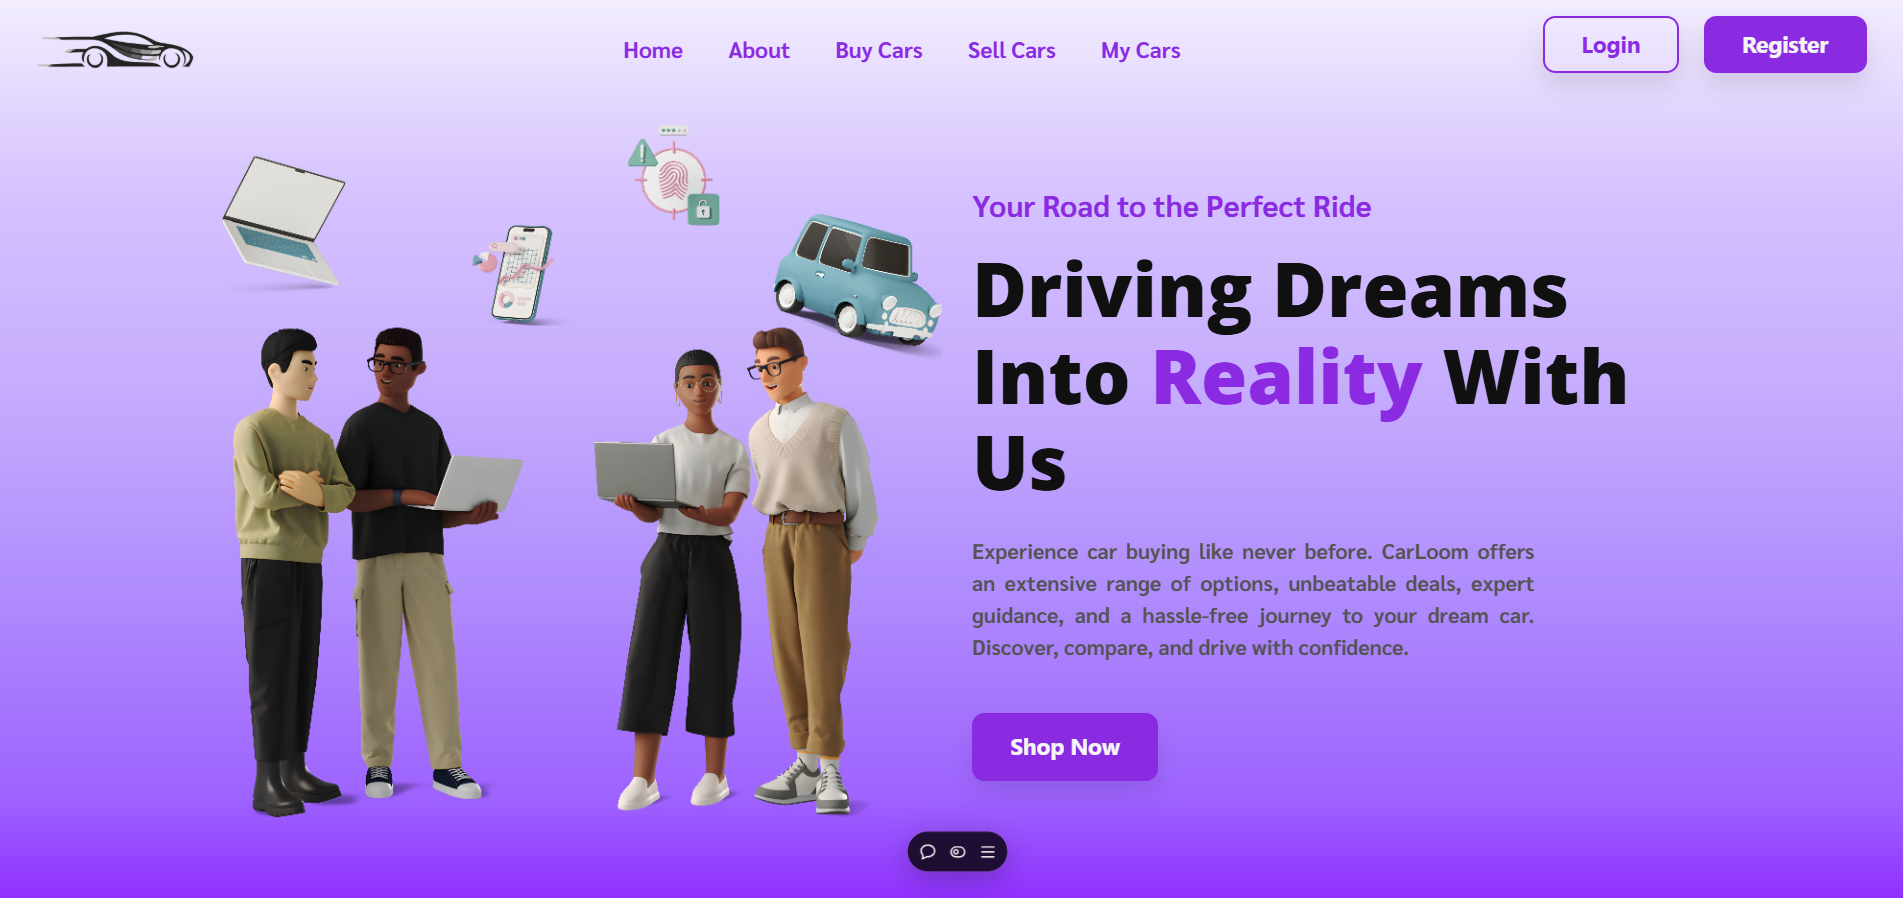 Home About Buy Cars Sell Cars My Cars
Login Register
Your Road to the Perfect Ride
Driving Dreams
Into Reality With
Us
Experience car buying like never before. CarLoom offers
an extensive range of options, unbeatable deals, expert
guidance, and a hassle-free journey to your dream car.
Discover, compare, and drive with confidence.
Shop Now